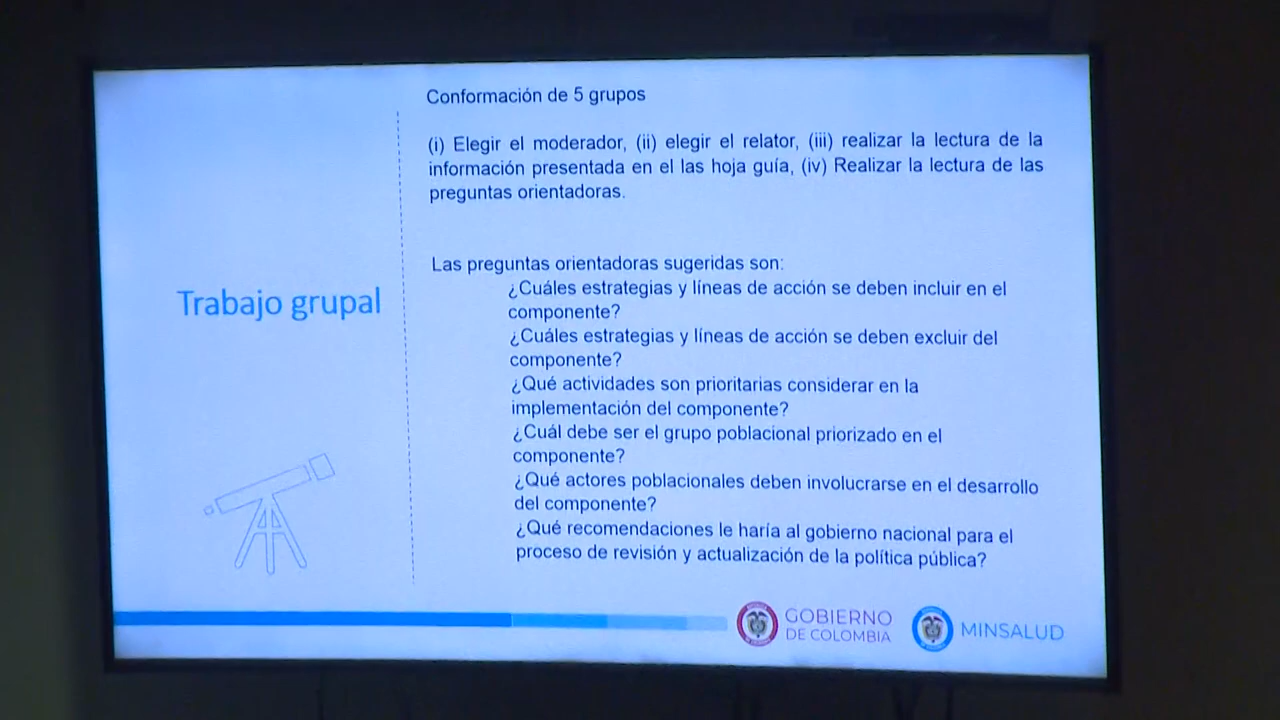 Conformación de 5 grupos
(i) Elegir el moderador, (ii) elegir el relator, (iii) realizar la lectura de la
información presentada en el las hoja guía, (iv) Realizar la lectura de las
preguntas orientadoras.
Trabajo grupal
Las preguntas orientadoras sugeridas son:
¿Cuáles estrategias y líneas de acción se deben incluir en el
componente?
¿Cuáles estrategias y líneas de acción se deben excluir del
componente?
¿Qué actividades son prioritarias considerar en la
implementación del componente?
¿Cuál debe ser el grupo poblacional priorizado en el
componente?
¿Qué actores poblacionales deben involucrarse en el desarrollo
del componente?
¿Qué recomendaciones le haría al gobierno nacional para el
proceso de revisión y actualización de la política pública?
GOBIERNO
DE COLOMBIA
MINSALUD